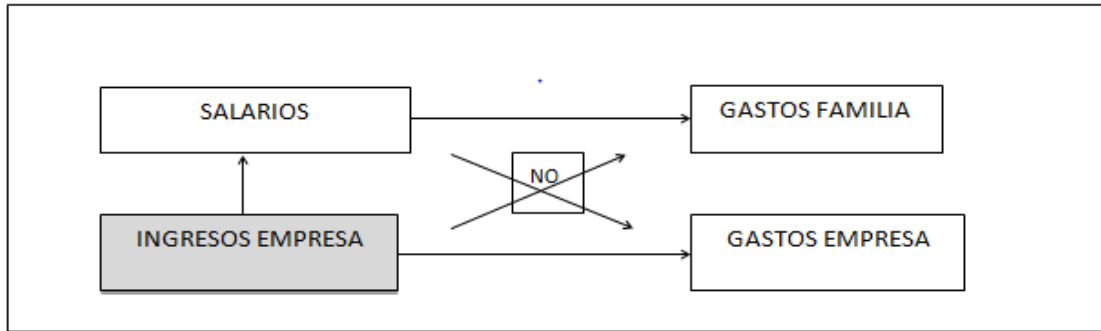 SALARIOS
GASTOS FAMILIA
NO
INGRESOS EMPRESA
GASTOS EMPRESA